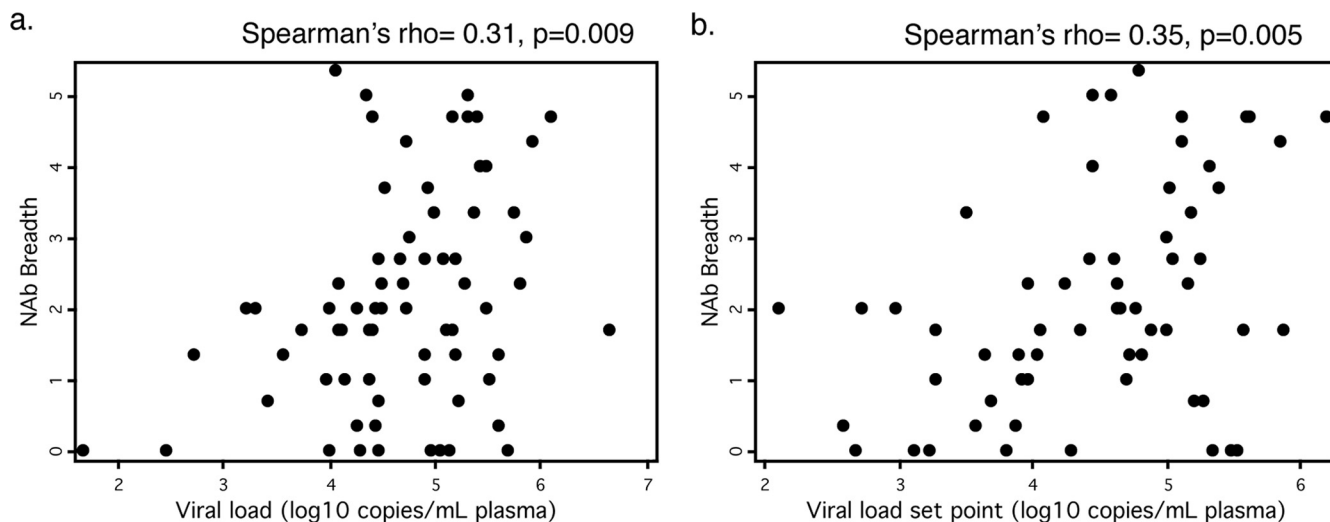 a.
Spearman's rho= 0.31, p=0.009
NAb Breadth
5
4
3
2
1
0
2 3 4 5 6 7
Viral load (log10 copies/mL plasma)
b.
Spearman's rho= 0.35, p=0.005
NAb Breadth
5
4
3
2
1
0
2 3 4 5 6
Viral load set point (log10 copies/mL plasma)